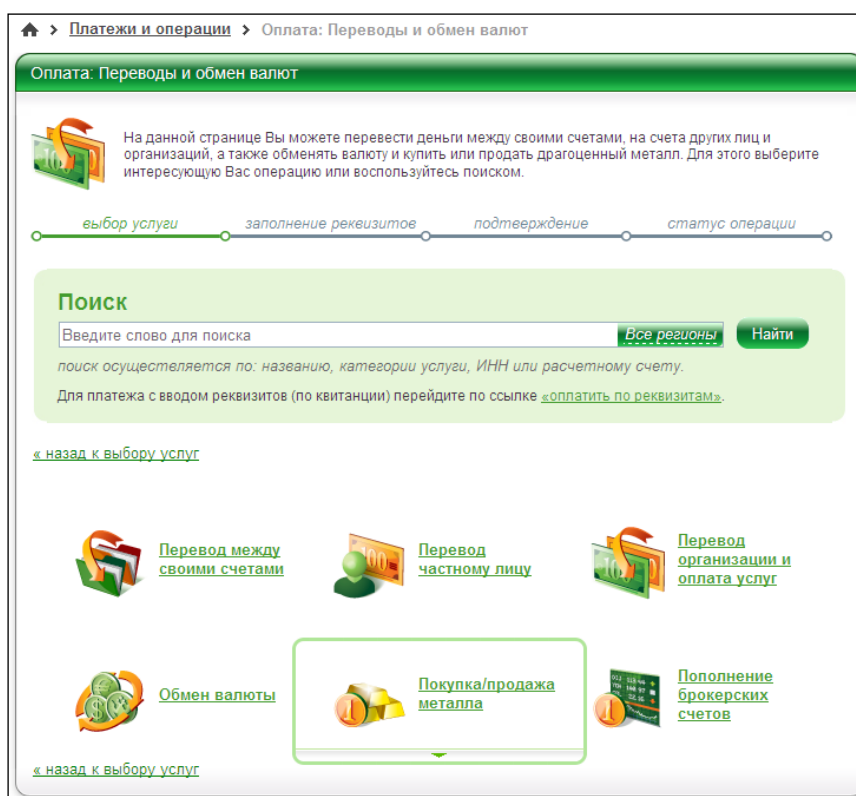 Платежи и операции > Оплата: Переводы и обмен валют
Оплата: Переводы и обмен валют
На данной странице Вы можете перевести деньги между своими счетами, на счета других лиц и
организаций, а также обменять валюту и купить или продать драгоценный металл. Для этого выберите
интересующую Вас операцию или воспользуйтесь поиском.
выбор услуги заполнение реквизитов подтверждение статус операции
Поиск
Введите слово для поиска Все регионы Найти
поиск осуществляется по: названию, категории услуги, ИНН или расчетному счету.
Для платежа с вводом реквизитов (по квитанции) перейдите по ссылке «оплатить по реквизитам».
« назад к выбору услуг
Перевод между
своими счетами
Перевод
частному лицу
Перевод
организации и
оплата услуг
Обмен валюты
Покупка/продажа
металла
Пополнение
брокерских
счетов
« назад к выбору услуг